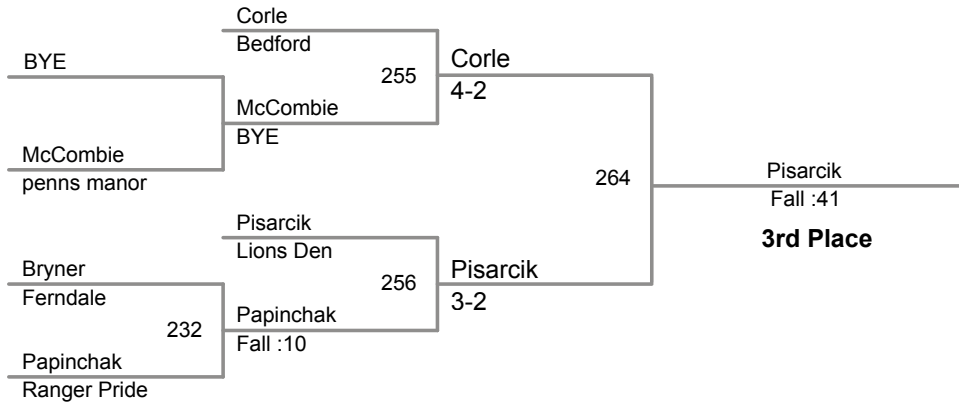 Corle
Bedford
BYE
255
Corle
4-2
McCombie
BYE
McCombie
penns manor
264
Pisarcik
Fall :41
3rd Place
Pisarcik
Lions Den
Bryner
Ferndale
256
Pisarcik
3-2
232
Papinchak
Fall :10
Papinchak
Ranger Pride